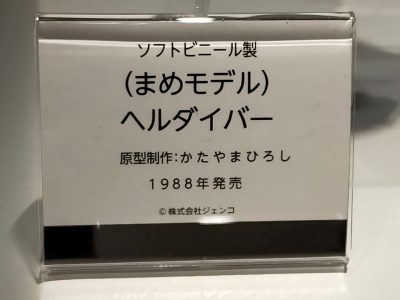 ソフトビニール製
(まめモデル)
ヘルダイバー
原型制作:かたやまひろし
1988年発売
©株式会社ジェンコ